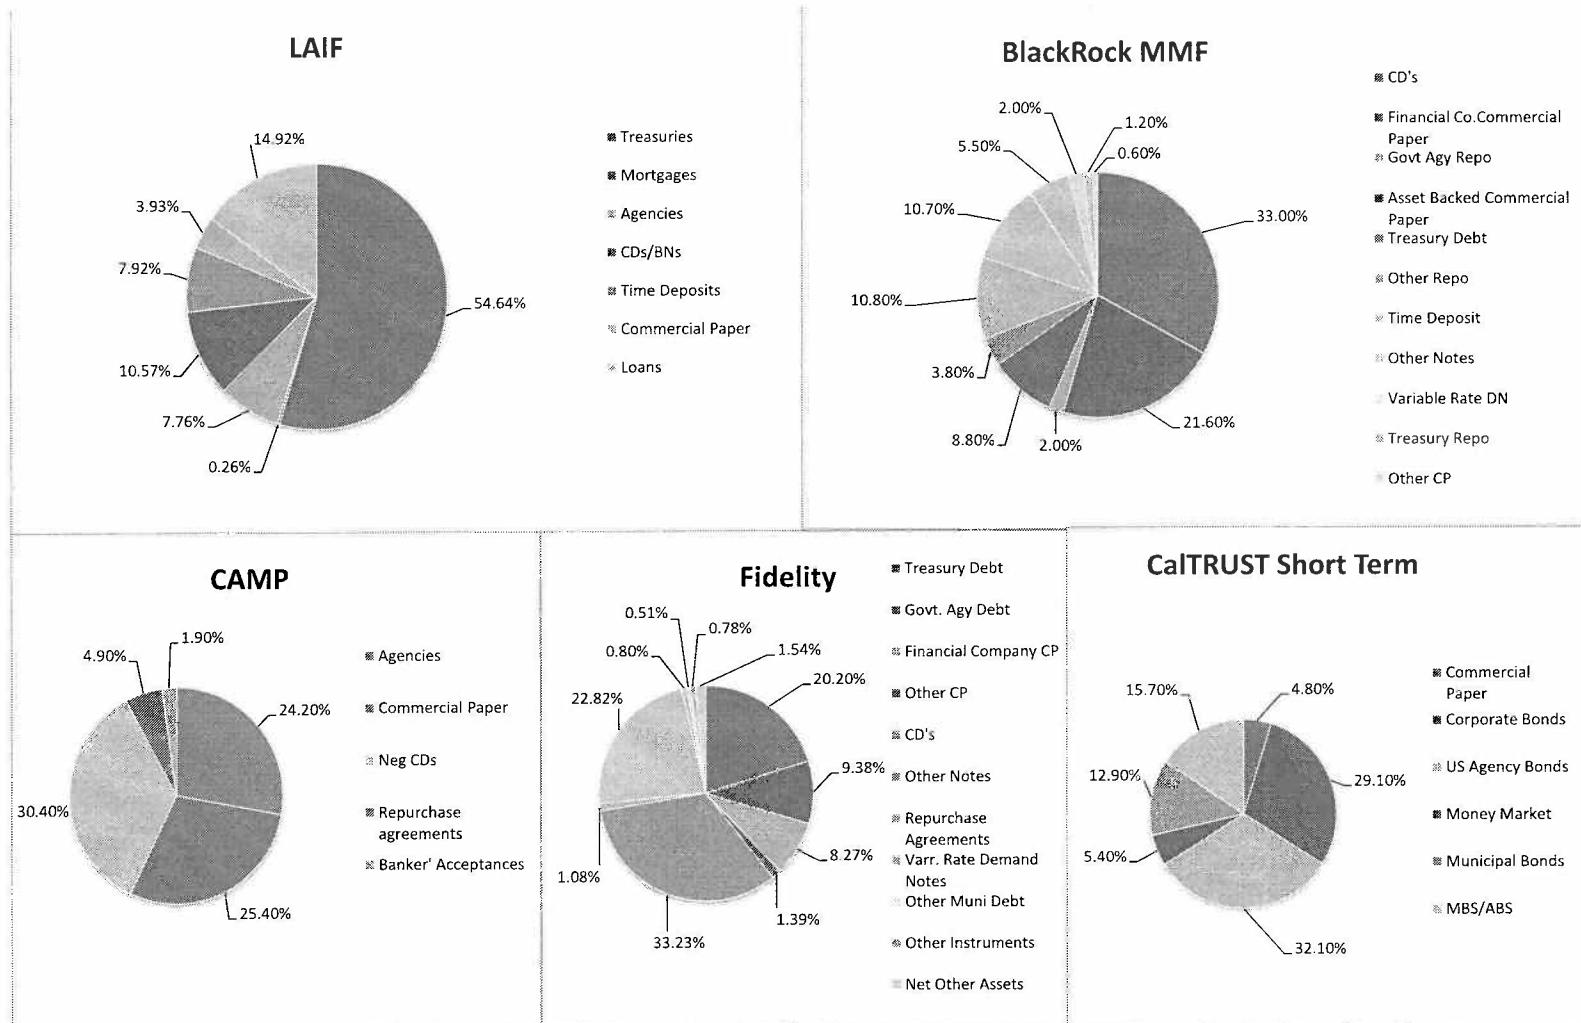 LAIF
14.92%
3.93%
7.92%
10.57%
7.76%
0.26%
54.64%
Treasuries
Mortgages
Agencies
CDs/BNs
Time Deposits
Commercial Paper
Loans
BlackRock MMF
2.00%
1.20%
5.50%
0.60%
10.70%
33.00%
10.80%
3.80%
8.80%
2.00%
21.60%
CD's
Financial Co.Commercial
Paper
Govt Agy Repo
Asset Backed Commercial
Paper
Treasury Debt
Other Repo
Time Deposit
Other Notes
Variable Rate DN
Treasury Repo
Other CP
CAMP
4.90%
1.90%
24.20%
30.40%
25.40%
Agencies
Commercial Paper
Neg CDs
Repurchase
agreements
Banker' Acceptances
Fidelity
0.51%
0.78%
0.80%
1.54%
20.20%
22.82%
9.38%
8.27%
1.08%
1.39%
33.23%
Treasury Debt
Govt. Agy Debt
Financial Company CP
Other CP
CD's
Other Notes
Repurchase
Agreements
Varr. Rate Demand
Notes
Other Muni Debt
Other Instruments
Net Other Assets
CalTRUST Short Term
15.70%
4.80%
12.90%
29.10%
5.40%
32.10%
Commercial
Paper
Corporate Bonds
US Agency Bonds
Money Market
Municipal Bonds
MBS/ABS